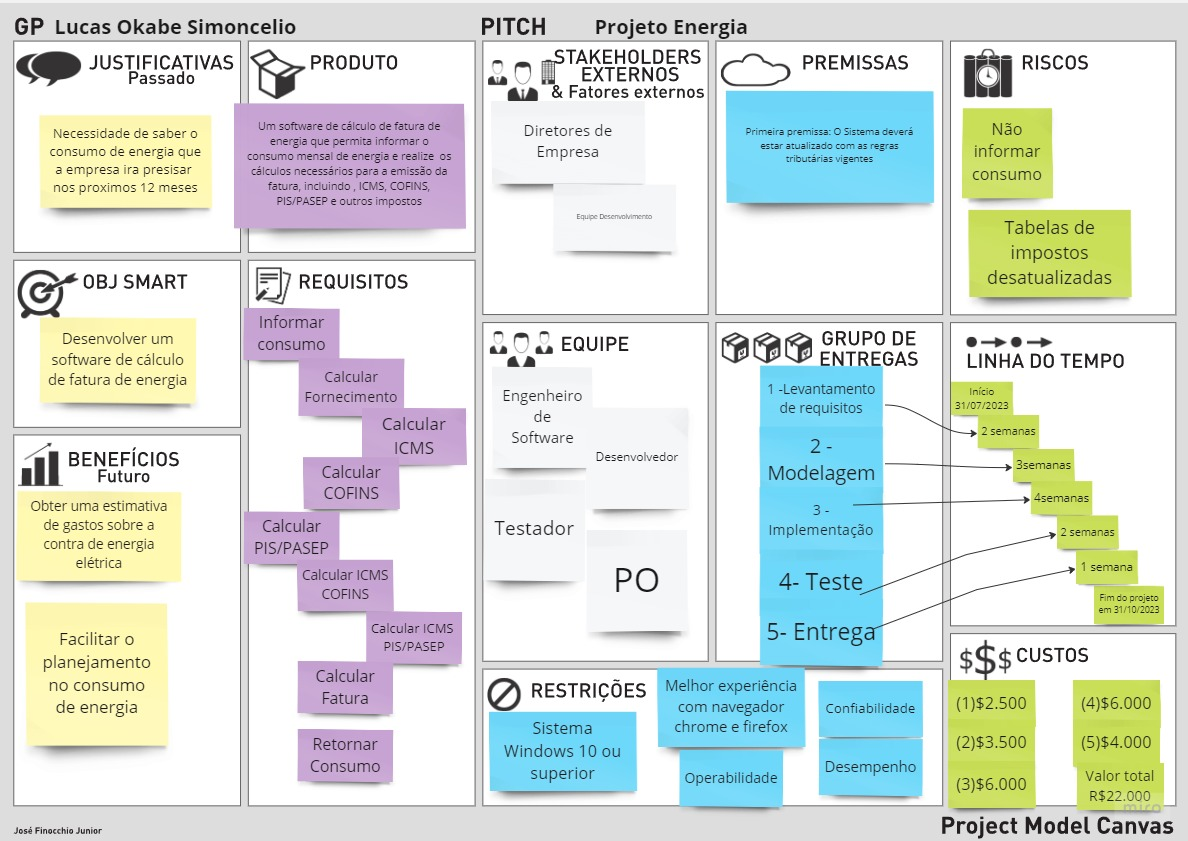 GP Lucas Okabe Simoncelio
PITCH Projeto Energia
JUSTIFICATIVAS
Passado
Necessidade de saber o
consumo de energia que
a empresa ira presisar
nos proximos 12 meses
PRODUTO
Um software de cálculo de fatura de
energia que permita informar o
consumo mensal de energia e realize os
cálculos necessários para a emissão da
fatura, incluindo , ICMS, COFINS,
PIS/PASEP e outros impostos
STAKEHOLDERS
EXTERNOS
& Fatores externos
Diretores de
Empresa
Equipe Desenvolvimento
PREMISSAS
Primeira premissa: O Sistema deverá
estar atualizado com as regras
tributárias vigentes
RISCOS
Não
informar
consumo
Tabelas de
impostos
desatualizadas
OBJ SMART
Desenvolver um
software de cálculo
de fatura de energia
REQUISITOS
Informar
consumo
Calcular
Fornecimento
Calcular
ICMS
Calcular
COFINS
Calcular
PIS/PASEP
Calcular ICMS
COFINS
Calcular ICMS
PIS/PASEP
Calcular
Fatura
Retornar
Consumo
EQUIPE
Engenheiro
de
Software
Desenvolvedor
Testador
PO
GRUPO DE
ENTREGAS
1 -Levantamento
de requisitos
2 -
Modelagem
3 -
Implementação
4- Teste
5- Entrega
LINHA DO TEMPO
Início
31/07/2023
2 semanas
3semanas
4semanas
2 semanas
1 semana
Fim do projeto
em 31/10/2023
BENEFÍCIOS
Futuro
Obter uma estimativa
de gastos sobre a
contra de energia
elétrica
Facilitar o
planejamento
no consumo
de energia
RESTRIÇÕES
Sistema
Windows 10 ou
superior
Melhor experiência
com navegador
chrome e firefox
Operabilidade
Confiabilidade
Desempenho
$$$ CUSTOS
(1)$2.500
(2)$3.500
(3)$6.000
(4)$6.000
(5)$4.000
Valor total
R$22.000
miro
José Finocchio Junior
Project Model Canvas